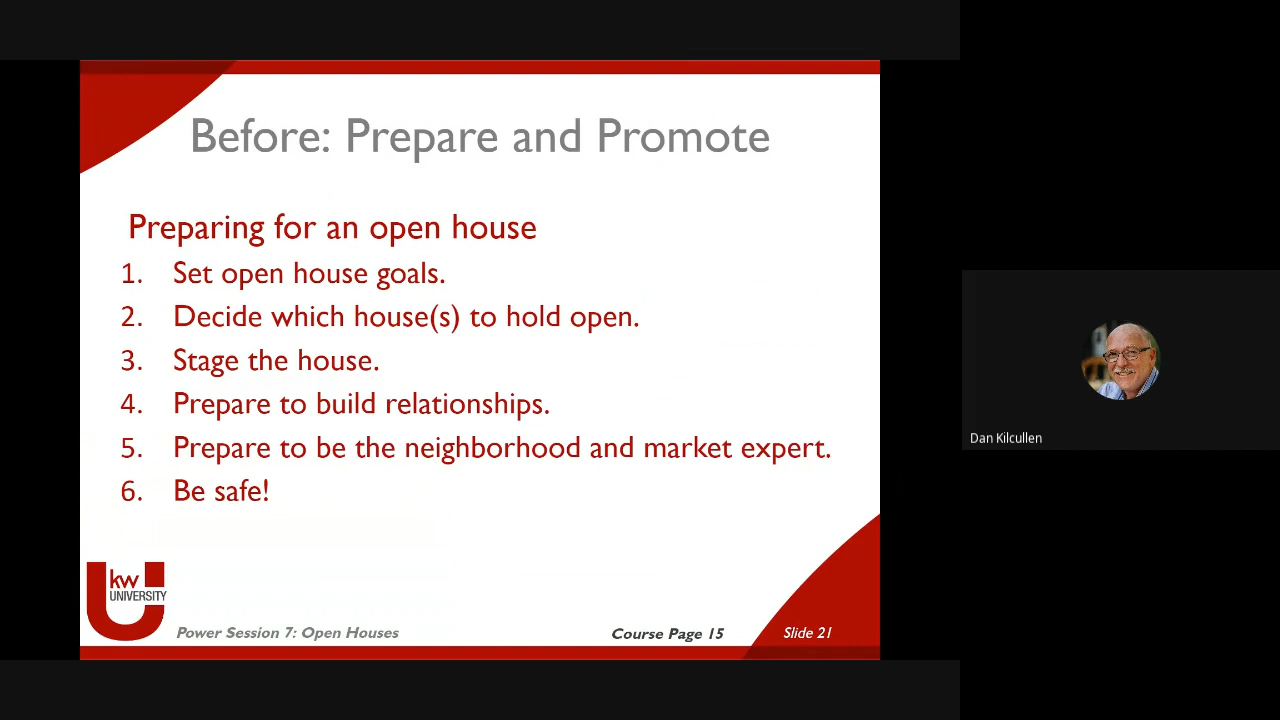 Before: Prepare and Promote
Preparing for an open house
1. Set open house goals.
2. Decide which house(s) to hold open.
3. Stage the house.
4. Prepare to build relationships.
5. Prepare to be the neighborhood and market expert.
6. Be safe!
kw
UNIVERSITY
Power Session 7: Open Houses
Course Page 15
Slide 21
Dan Kilcullen